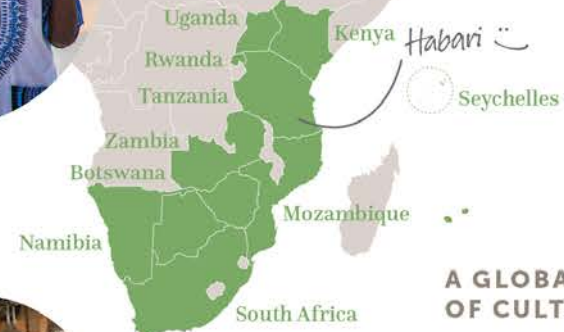 Uganda
Kenya
Habari
Rwanda
Tanzania
Seychelles
Zambia
Botswana
Mozambique
Namibia
South Africa
A GLOBA
OF CULT